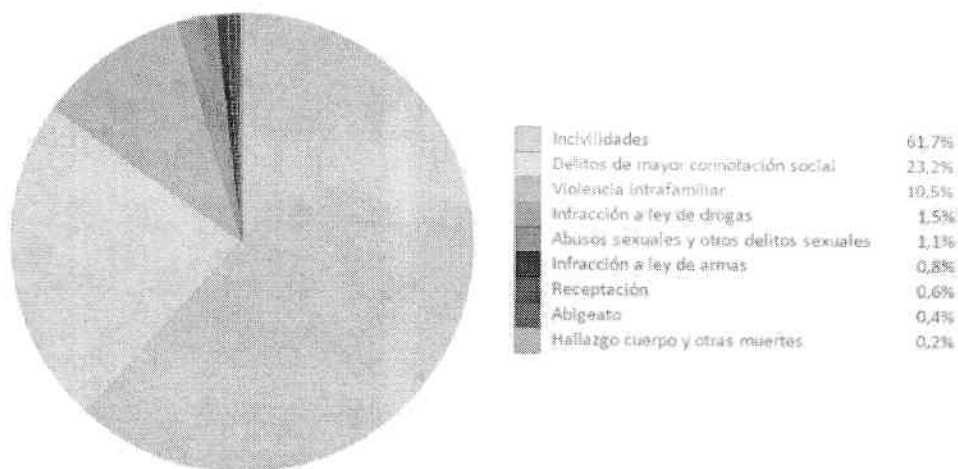 Incivilidades 61,7%
Delitos de mayor connotación social 23,2%
Violencia intrafamiliar 10,5%
Infracción a ley de drogas 1,5%
Abusos sexuales y otros delitos sexuales 1,1%
Infracción a ley de armas 0,8%
Receptación 0,6%
Abigeato 0,4%
Hallazgo cuerpo y otras muertes 0,2%